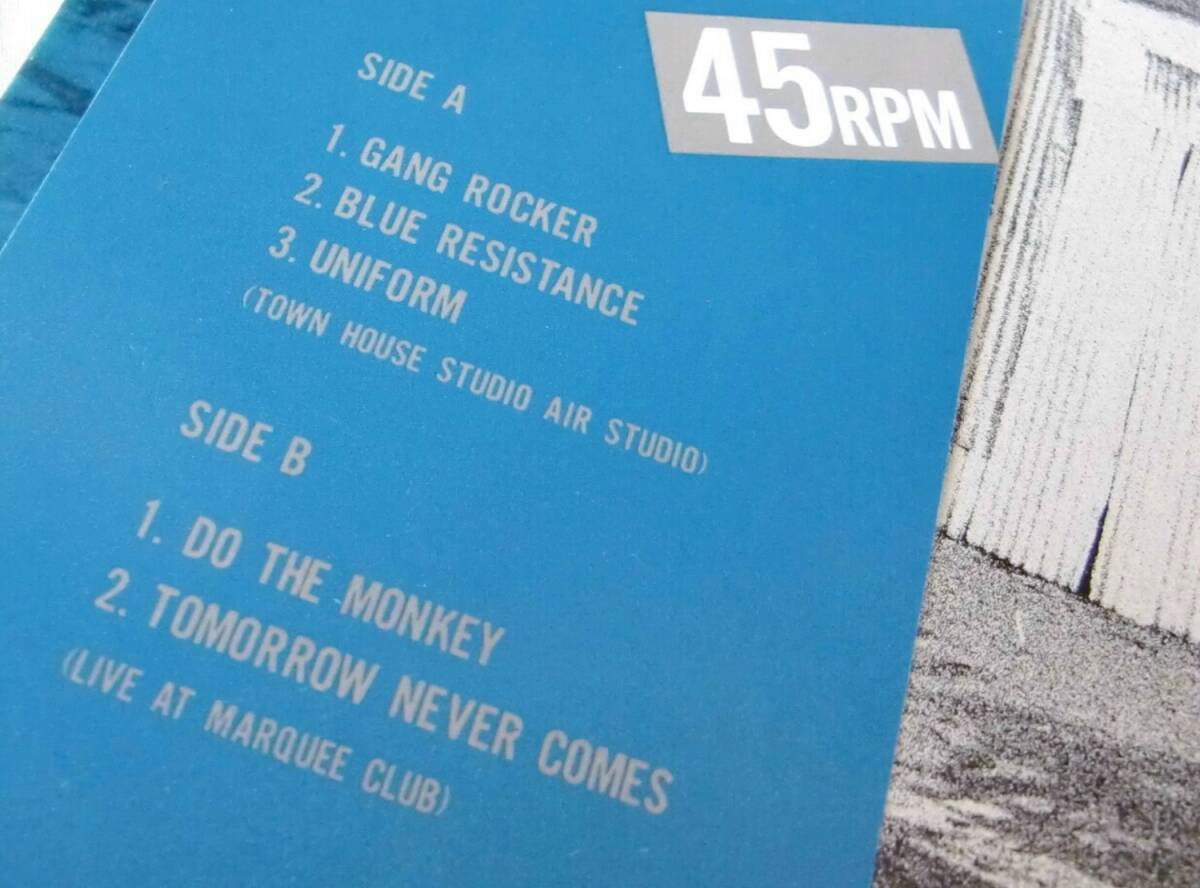 45RPM
SIDE A
1. GANG ROCKER
2. BLUE RESISTANCE
3. UNIFORM
(TOWN HOUSE STUDIO AIR STUDIO)
SIDE B
1. DO THE MONKEY
2. TOMORROW NEVER COMES
(LIVE AT MARQUEE CLUB)